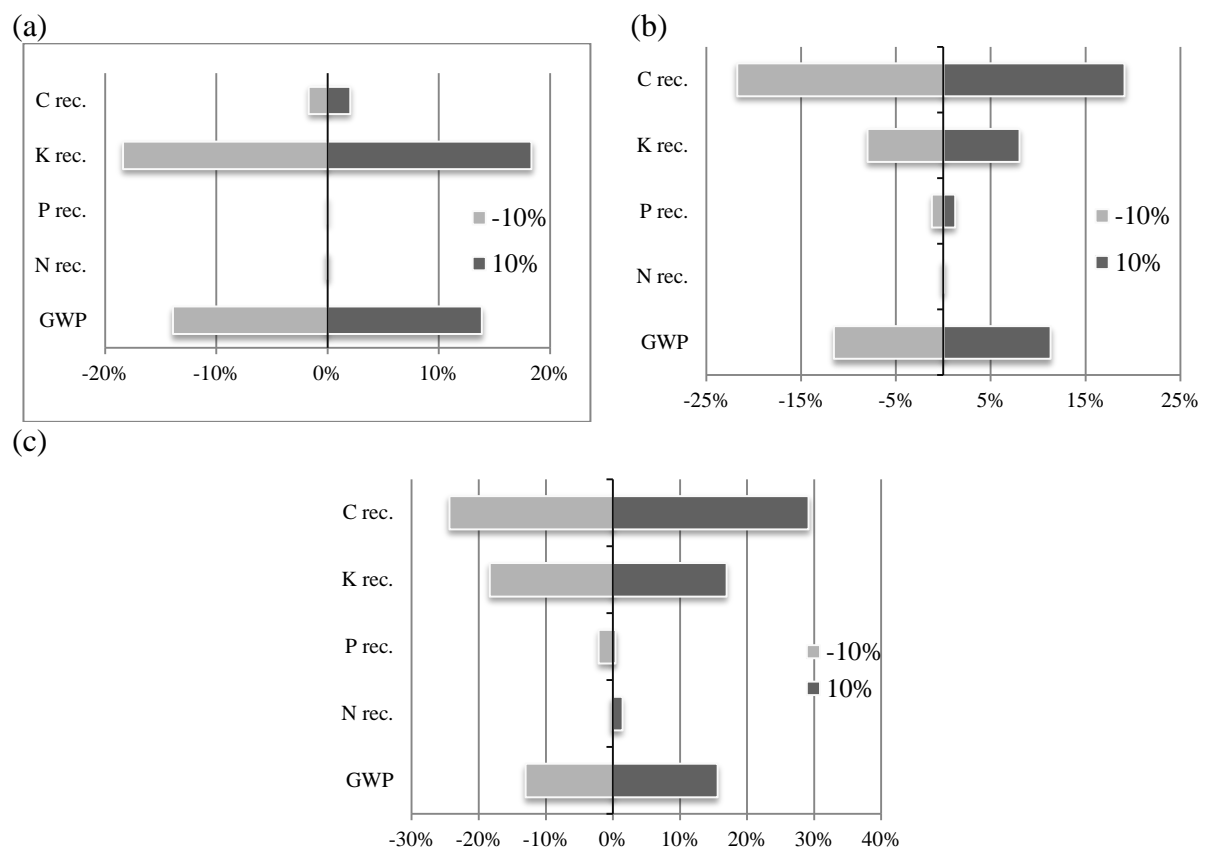 (a)
C rec.
K rec.
P rec.
N rec.
GWP
-10%
10%
-20% -10% 0% 10% 20%
(b)
C rec.
K rec.
P rec.
N rec.
GWP
-10%
10%
-25% -15% -5% 5% 15% 25%
(c)
C rec.
K rec.
P rec.
N rec.
GWP
-10%
10%
-30% -20% -10% 0% 10% 20% 30% 40%